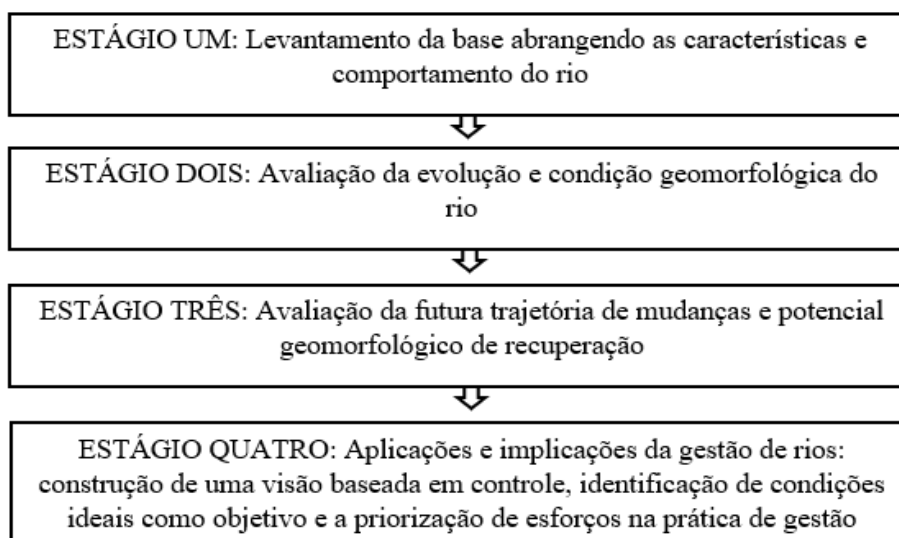 ESTÁGIO UM: Levantamento da base abrangendo as características e
comportamento do rio
ESTÁGIO DOIS: Avaliação da evolução e condição geomorfológica do
rio
ESTÁGIO TRÊS: Avaliação da futura trajetória de mudanças e potencial
geomorfológico de recuperação
ESTÁGIO QUATRO: Aplicações e implicações da gestão de rios:
construção de uma visão baseada em controle, identificação de condições
ideais como objetivo e a priorização de esforços na prática de gestão